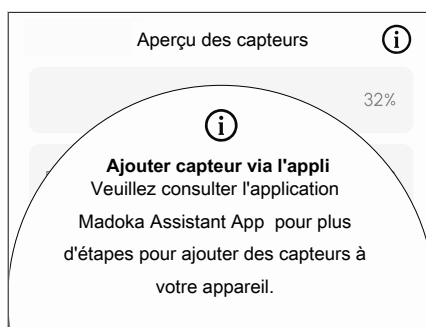 Aperçu des capteurs
32%
Ajouter capteur via l'appli
Veuillez consulter l'application
Madoka Assistant App pour plus
d'étapes pour ajouter des capteurs à
votre appareil.